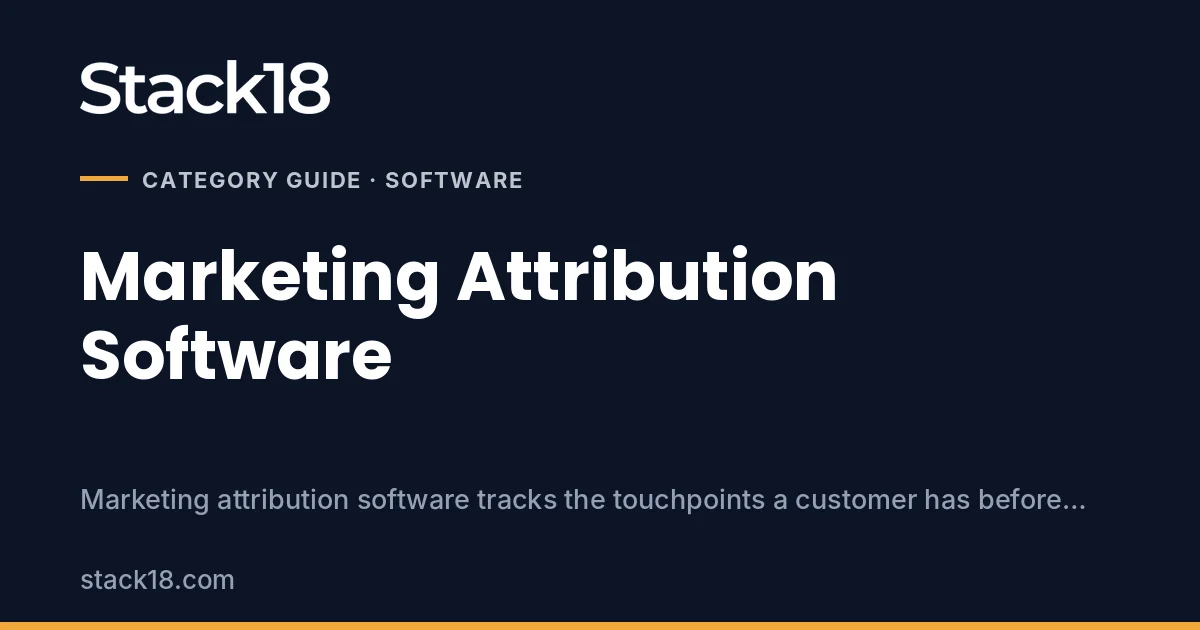 Stack18
CATEGORY GUIDE · SOFTWARE
Marketing Attribution
Software
Marketing attribution software tracks the touchpoints a customer has before...
stack18.com